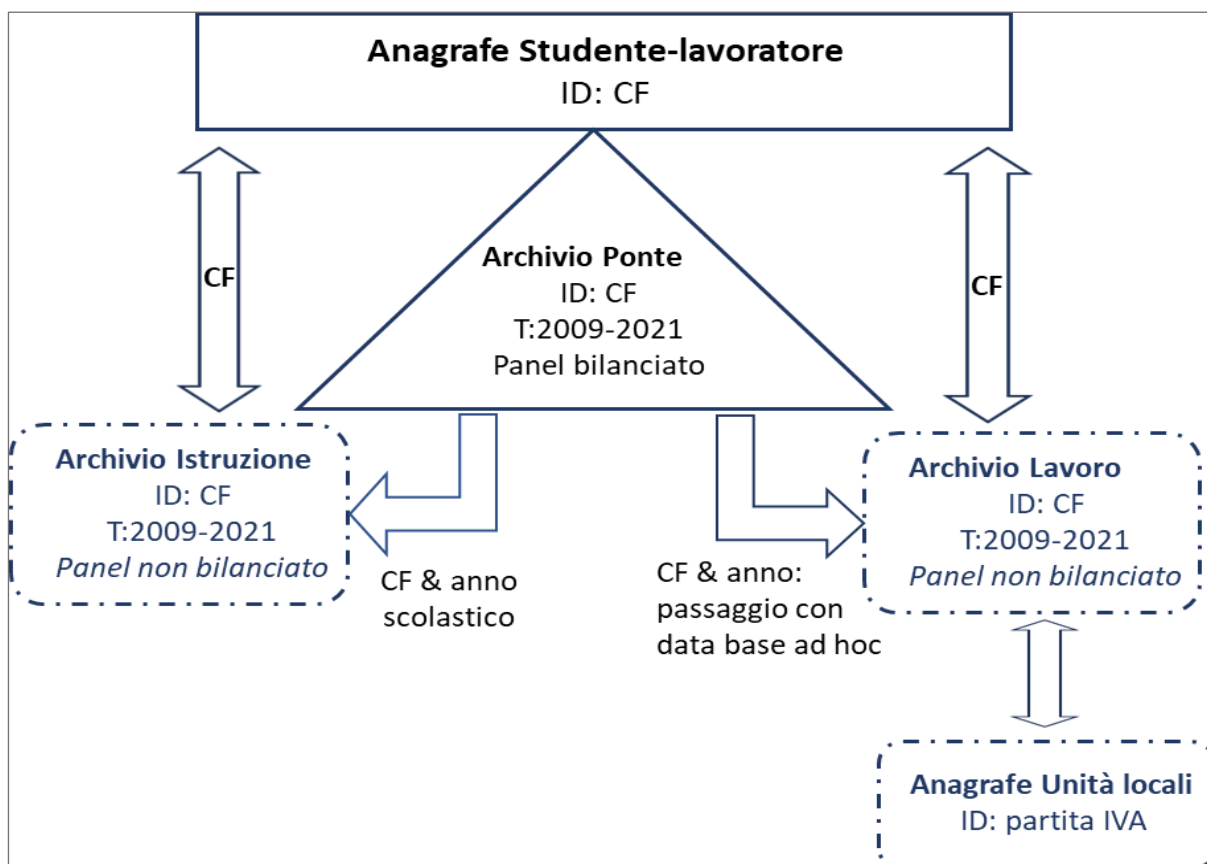 Anagrafe Studente-lavoratore
ID: CF
CF
Archivio Ponte
ID: CF
T:2009-2021
Panel bilanciato
CF
Archivio Istruzione
ID: CF
T:2009-2021
Panel non bilanciato
CF & anno
scolastico
CF & anno:
passaggio con
data base ad hoc
Archivio Lavoro
ID: CF
T:2009-2021
Panel non bilanciato
Anagrafe Unità locali
ID: partita IVA